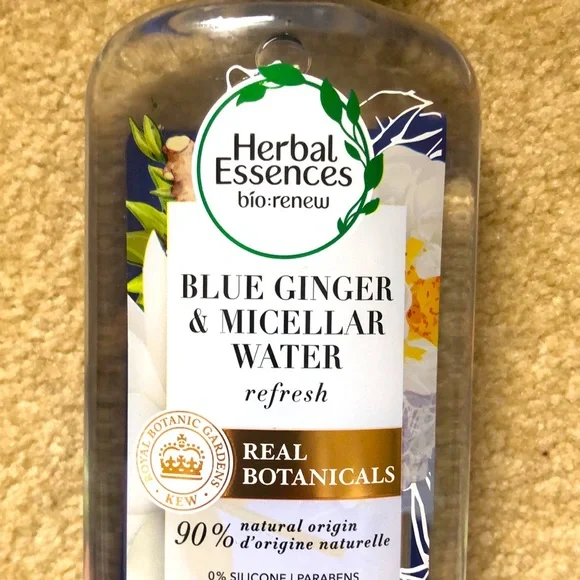 Herbal
Essences
bío:renew
BLUE GINGER
& MICELLAR
WATER
refresh
ROYAL BOTANIC GARDENS
KEW
REAL
BOTANICALS
90% natural origin
d'origine naturelle
0% SILICONE | PARABENS